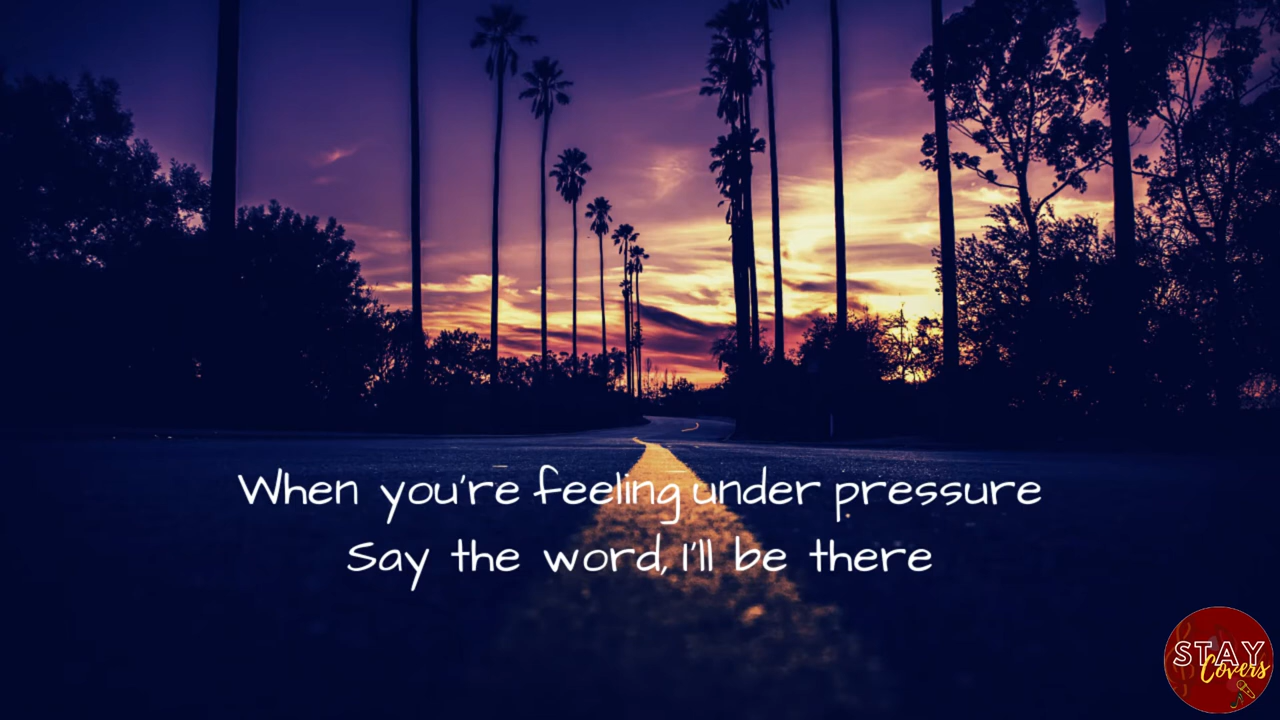 When you're feeling under pressure
Say the word, I'll be there
STAY
Covers